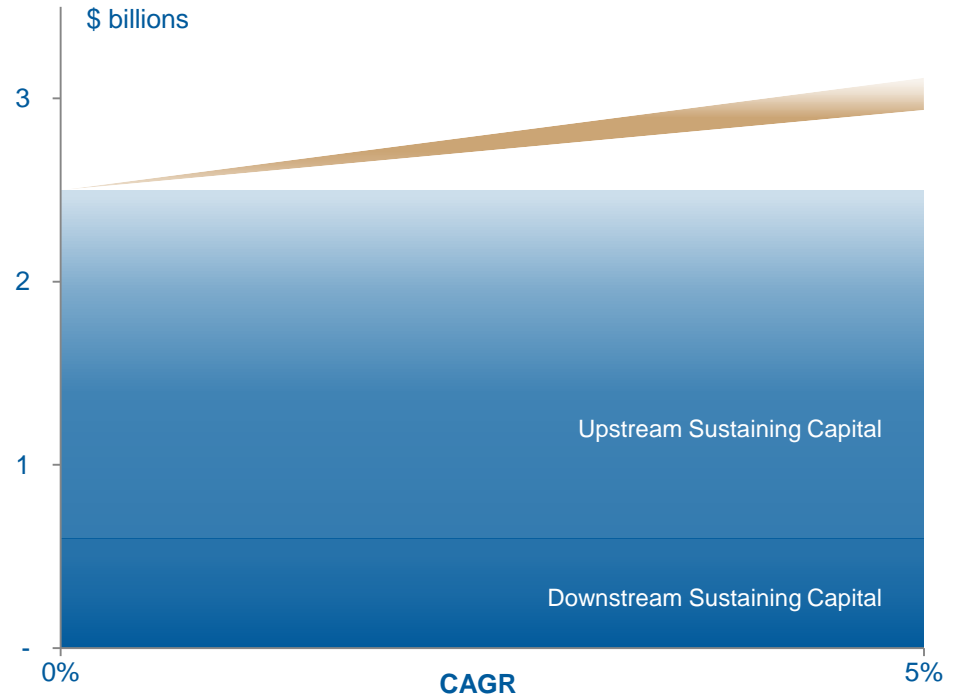 $ billions
3
2
1
Upstream Sustaining Capital
Downstream Sustaining Capital
-
0%
5%
CAGR